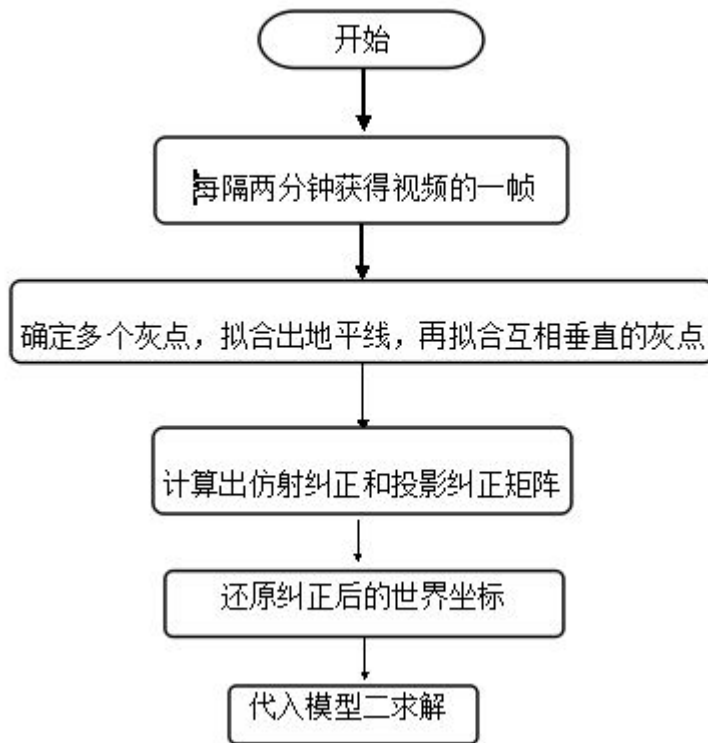 开始
每隔两分钟获得视频的一帧
确定多个灰点，拟合出地平线，再拟合互相垂直的灰点
计算出仿射纠正和投影纠正矩阵
还原纠正后的世界坐标
代入模型二求解